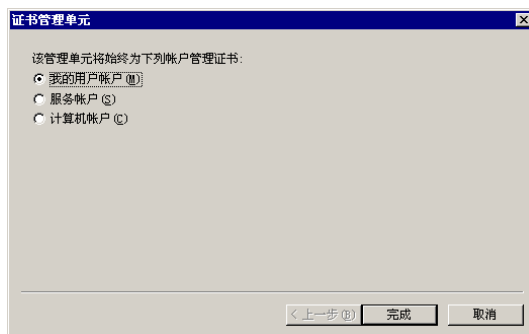 证书管理单元
该管理单元将始终为下列帐户管理证书:
我的用户帐户(M)
服务帐户(S)
计算机帐户(C)
< 上一步(B) 完成 取消